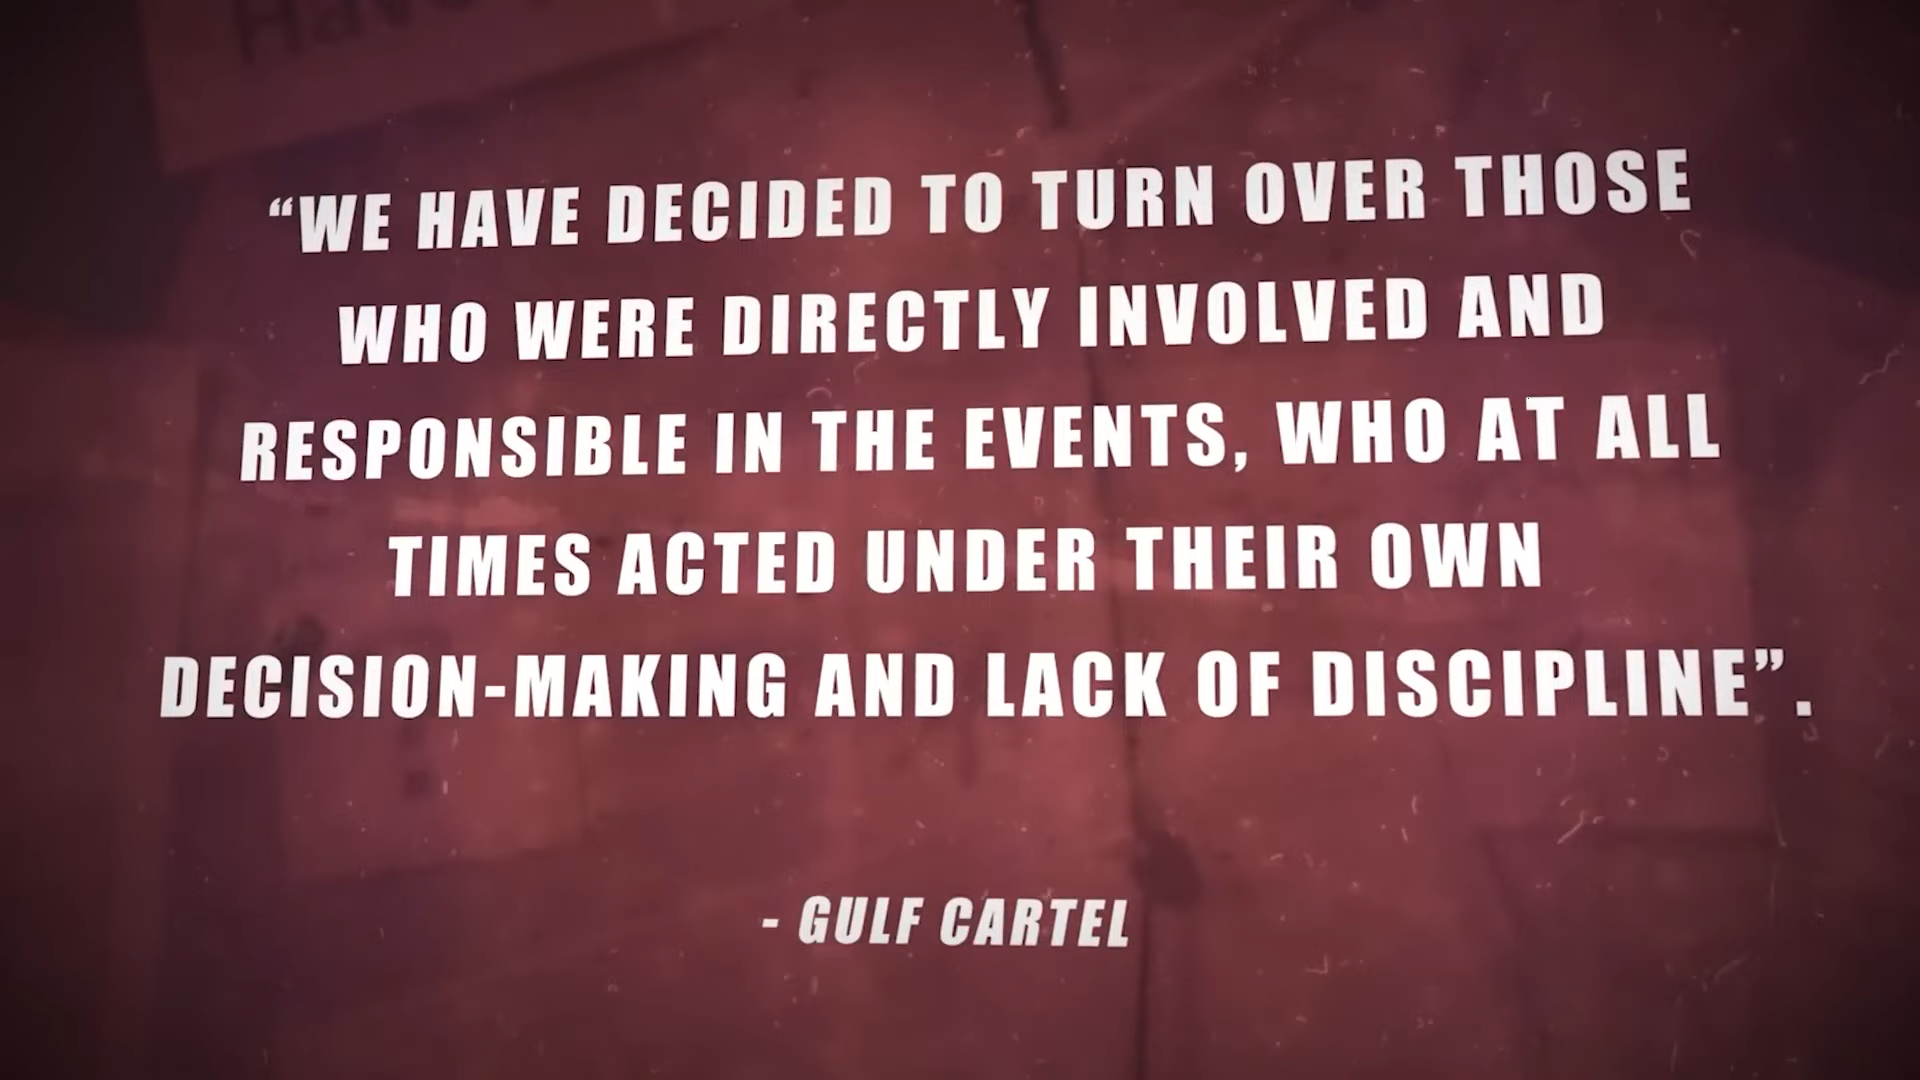 Have
“WE HAVE DECIDED TO TURN OVER THOSE
WHO WERE DIRECTLY INVOLVED AND
RESPONSIBLE IN THE EVENTS, WHO AT ALL
TIMES ACTED UNDER THEIR OWN
DECISION-MAKING AND LACK OF DISCIPLINE”.
- GULF CARTEL